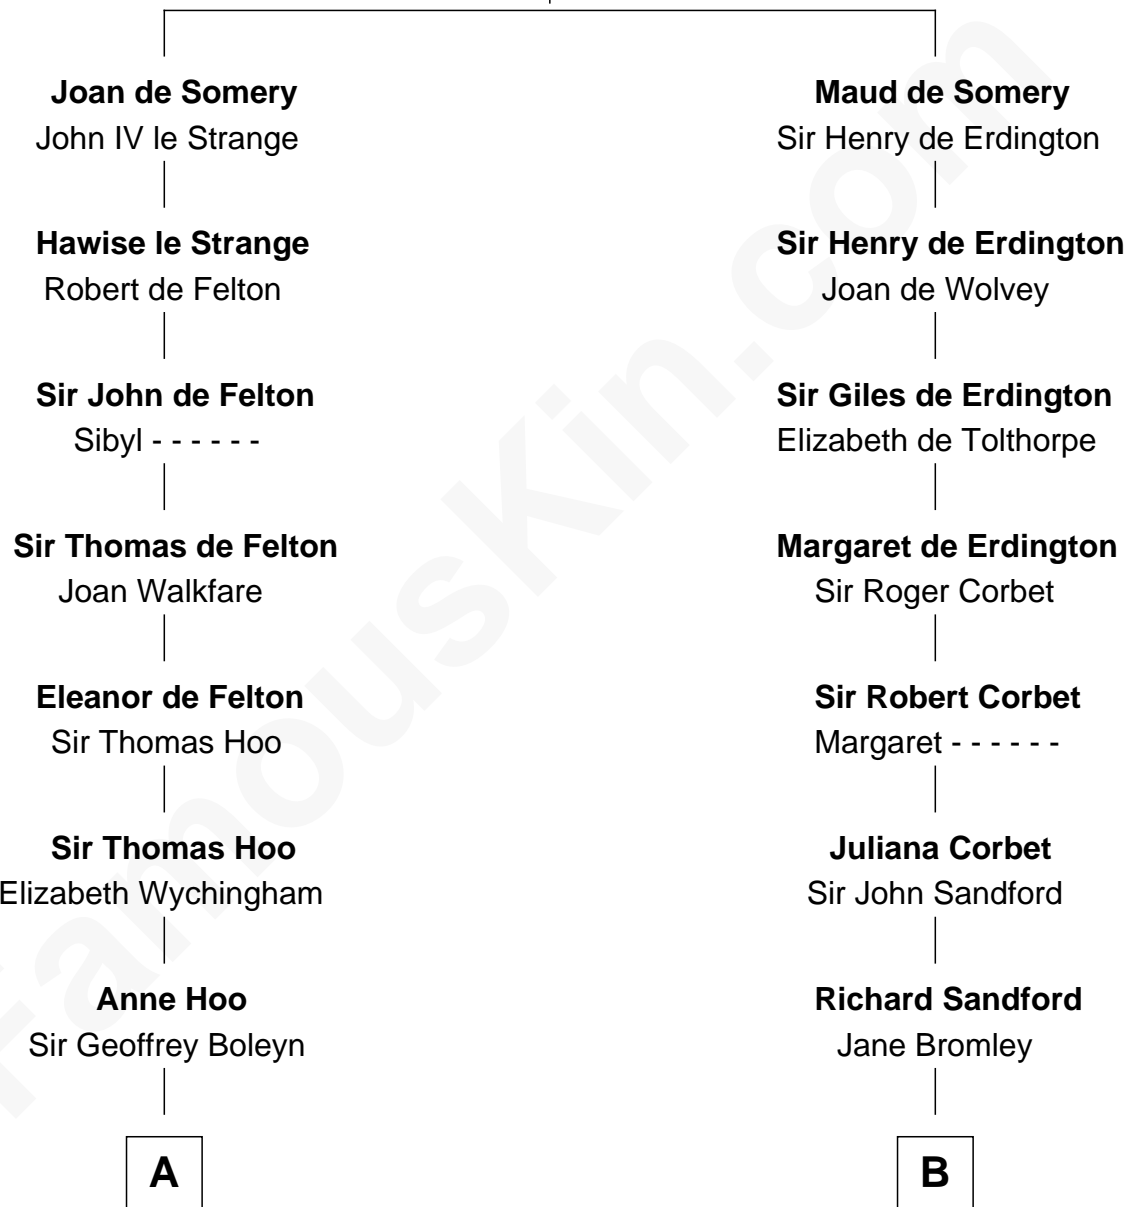 Joan de Somery
John IV le Strange
Hawise le Strange
Robert de Felton
Sir John de Felton
Sibyl - - - - - -
Sir Thomas de Felton
Joan Walkfare
Eleanor de Felton
Sir Thomas Hoo
Sir Thomas Hoo
Elizabeth Wychingham
Anne Hoo
Sir Geoffrey Boleyn
A
Maud de Somery
Sir Henry de Erdington
Sir Henry de Erdington
Joan de Wolvey
Sir Giles de Erdington
Elizabeth de Tolthorpe
Margaret de Erdington
Sir Roger Corbet
Sir Robert Corbet
Margaret - - - - - -
Juliana Corbet
Sir John Sandford
Richard Sandford
Jane Bromley
B
FamousKin.com